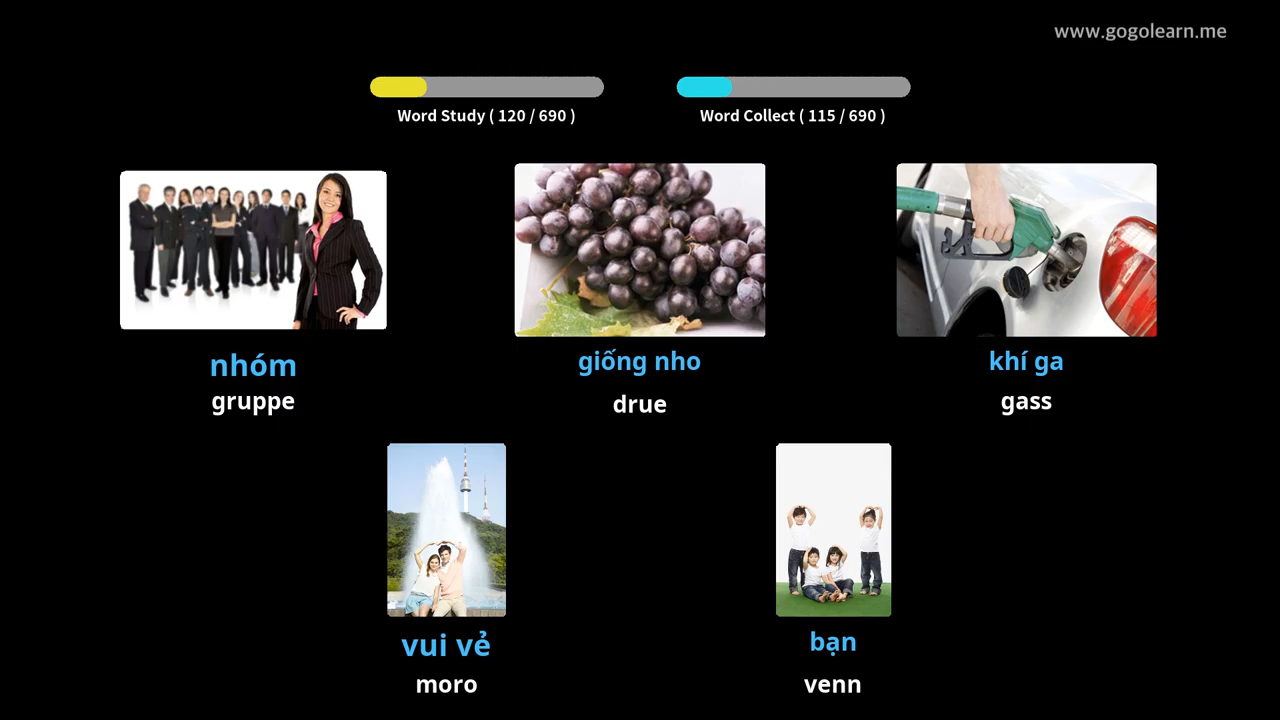 www.gogolearn.me
Word Study ( 120 / 690 )
Word Collect ( 115 / 690 )
nhóm
gruppe
giống nho
drue
khí ga
gass
vui vẻ
moro
bạn
venn